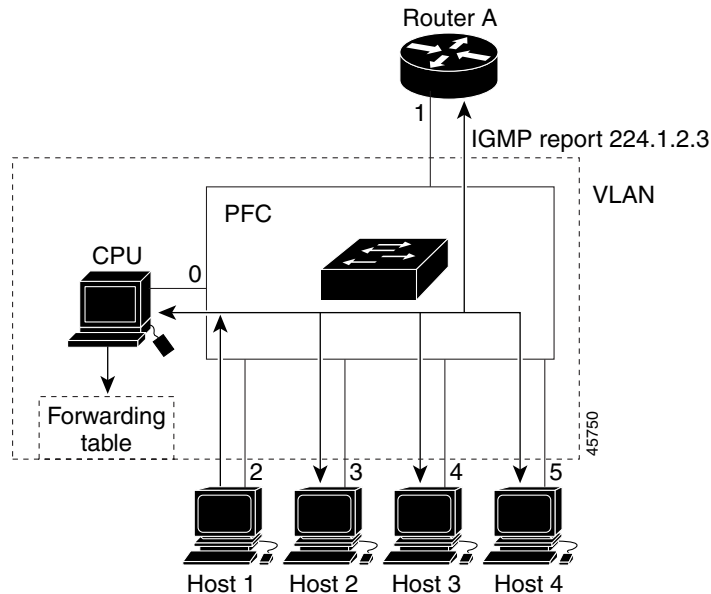 Router A
1
IGMP report 224.1.2.3
VLAN
PFC
CPU
0
Forwarding
table
45750
2
3
4
5
Host 1
Host 2
Host 3
Host 4